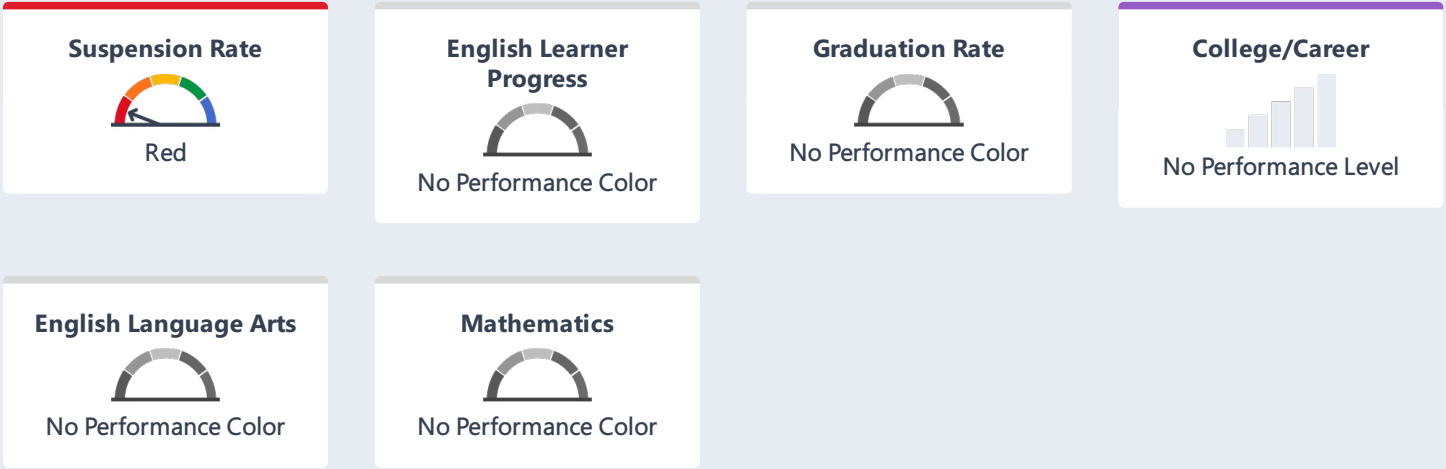 Suspension Rate
Red
English Learner
Progress
No Performance Color
Graduation Rate
No Performance Color
College/Career
No Performance Level
English Language Arts
No Performance Color
Mathematics
No Performance Color